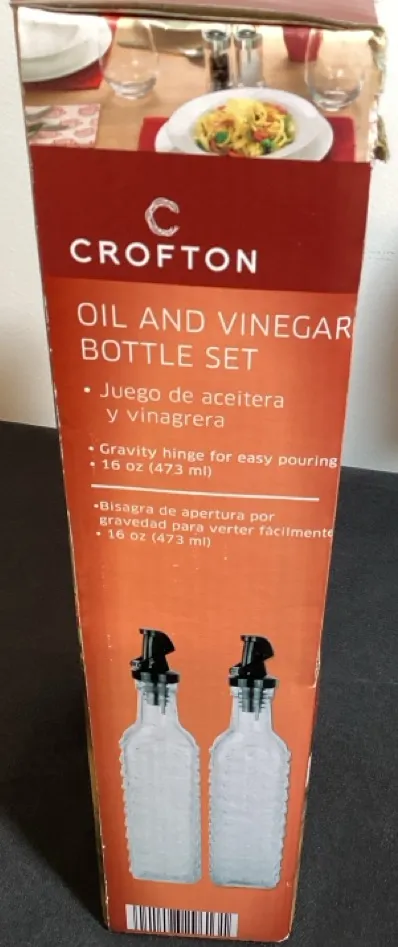 C
CROFTON
OIL AND VINEGAR
BOTTLE SET
• Juego de aceitera
y vinagrera
• Gravity hinge for easy pouring
• 16 oz (473 ml)
•Bisagra de apertura por
gravedad para verter fácilmente
• 16 oz (473 ml)